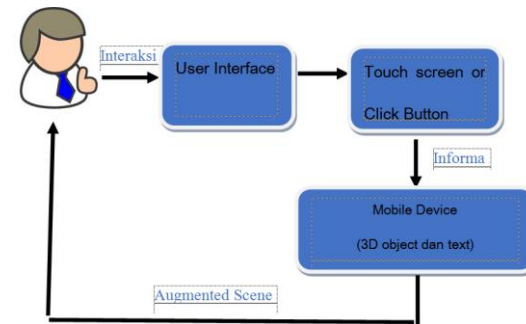 Interaksi
User Interface
Touch screen or
Click Button
Informa
Mobile Device
(3D object dan text)
Augmented Scene